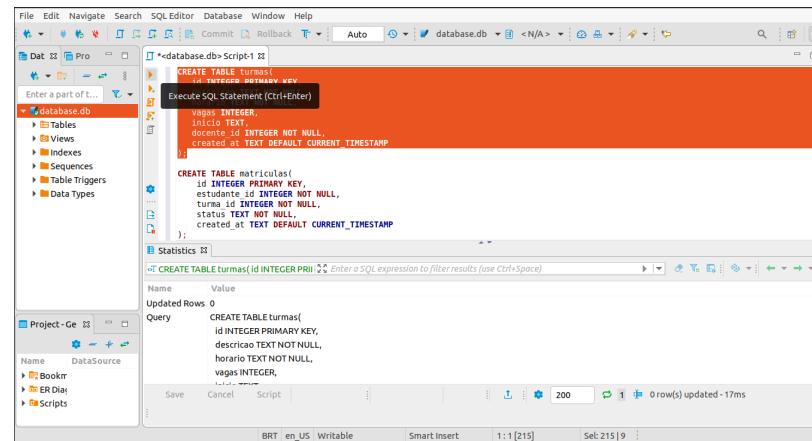 File Edit Navigate Search SQL Editor Database Window Help
Commit Rollback Auto database.db < N/A >
Dat Pro *<database.db> Script-1
Enter a part of t...
database.db
Tables
Views
Indexes
Sequences
Table Triggers
Data Types
CREATE TABLE turmas(
id INTEGER PRIMARY KEY,
Execute SQL Statement (Ctrl+Enter)
vagas INTEGER,
inicio TEXT,
docente_id INTEGER NOT NULL,
created_at TEXT DEFAULT CURRENT_TIMESTAMP
);
CREATE TABLE matriculas(
id INTEGER PRIMARY KEY,
estudante_id INTEGER NOT NULL,
turma_id INTEGER NOT NULL,
status TEXT NOT NULL,
created_at TEXT DEFAULT CURRENT_TIMESTAMP
);
Statistics
CREATE TABLE turmas( id INTEGER PRII Enter a SQL expression to filter results (use Ctrl+Space)
Name Value
Updated Rows 0
Query CREATE TABLE turmas(
id INTEGER PRIMARY KEY,
descricao TEXT NOT NULL,
horario TEXT NOT NULL,
vagas INTEGER,
Project - Ge
Name DataSource
Bookm
ER Diag
Scripts
Save Cancel Script 200 1 0 row(s) updated - 17ms
BRT en_US Writable Smart Insert 1 : 1 [215] Sel: 215 | 9